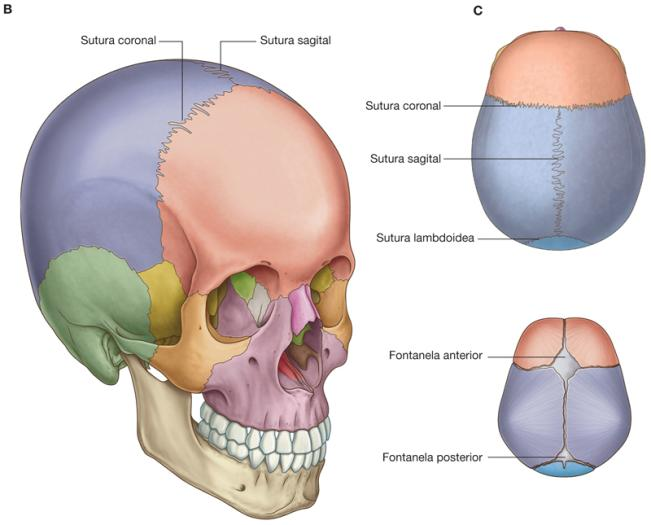 B
Sutura coronal
Sutura sagital
C
Sutura coronal
Sutura sagital
Sutura lambdoidea
Fontanela anterior
Fontanela posterior